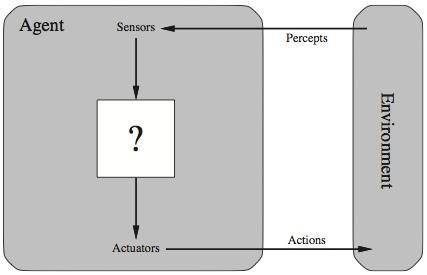 Agent
Sensors
Percepts
?
Environment
Actuators
Actions